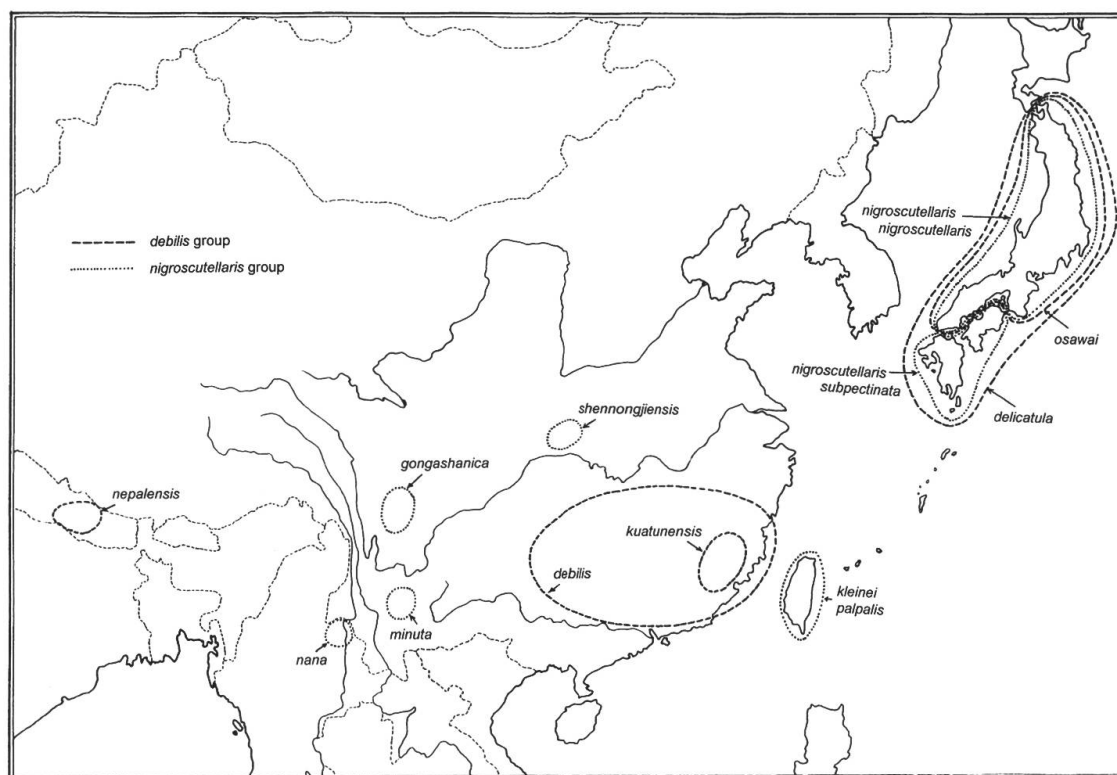 nigroscutellaris
nigroscutellaris
debilis group
nigroscutellaris group
osawai
nigroscutellaris
subpectinata
delicatula
shennongjiensis
gongashanica
nepalensis
kuatunensis
debilis
kleinei
palpalis
minuta
nana